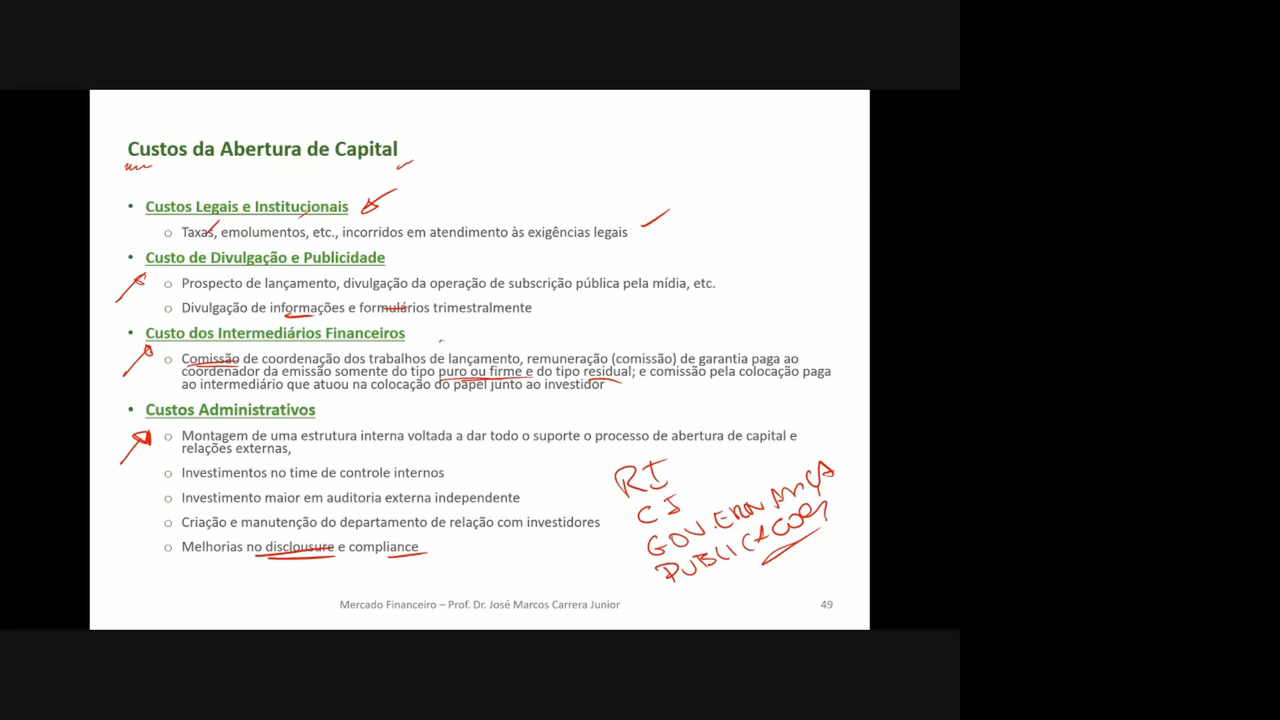 Custos da Abertura de Capital
• Custos Legais e Institucionais
o Taxas, emolumentos, etc., incorridos em atendimento às exigências legais
• Custo de Divulgação e Publicidade
o Prospecto de lançamento, divulgação da operação de subscrição pública pela mídia, etc.
o Divulgação de informações e formulários trimestralmente
• Custo dos Intermediários Financeiros
o Comissão de coordenação dos trabalhos de lançamento, remuneração (comissão) de garantia paga ao
coordenador da emissão somente do tipo puro ou firme e do tipo residual; e comissão pela colocação paga
ao intermediário que atuou na colocação do papel junto ao investidor
• Custos Administrativos
o Montagem de uma estrutura interna voltada a dar todo o suporte o processo de abertura de capital e
relações externas,
o Investimentos no time de controle internos
o Investimento maior em auditoria externa independente
o Criação e manutenção do departamento de relação com investidores
o Melhorias no disclousure e compliance
RI
CI
GOVERNANÇA
PUBLICACOES
Mercado Financeiro – Prof. Dr. José Marcos Carrera Junior
49